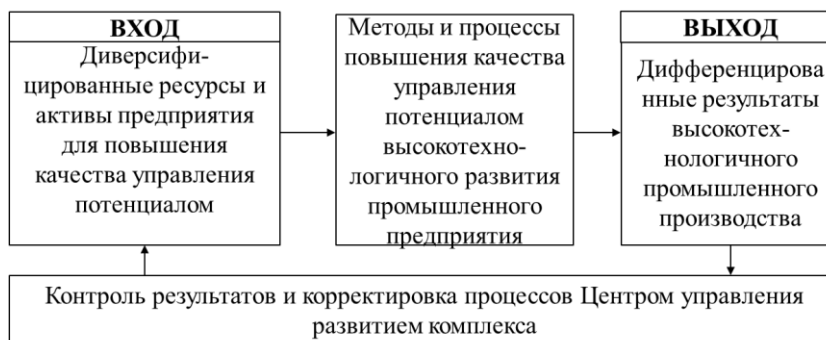 ВХОД
Диверсифи-
цированные ресурсы и
активы предприятия
для повышения
качества управления
потенциалом
Методы и процессы
повышения качества
управления
потенциалом
высокотехно-
логичного развития
промышленного
предприятия
ВЫХОД
Дифференцирова
нные результаты
высокотех-
нологичного
промышленного
производства
Контроль результатов и корректировка процессов Центром управления
развитием комплекса